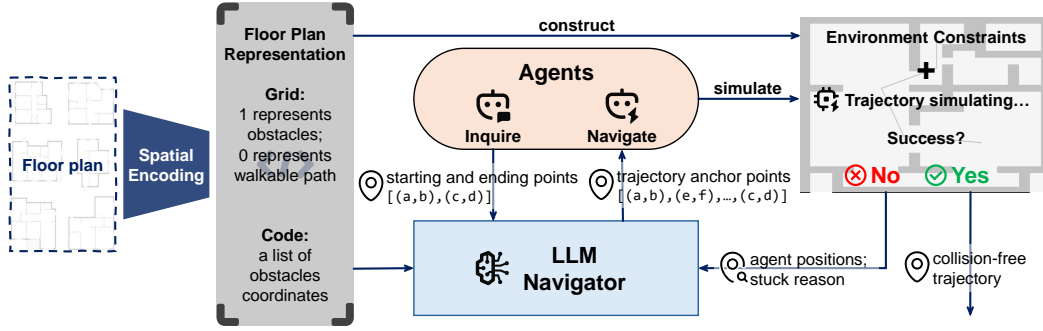 Floor plan
Spatial
Encoding
Floor Plan
Representation
Grid:
1 represents
obstacles;
0 represents
walkable path
Code:
a list of
obstacles
coordinates
construct
Agents
Inquire
Navigate
simulate
starting and ending points
[(a,b),(c,d)]
trajectory anchor points
[(a,b),(e,f),…,(c,d)]
LLM
Navigator
Environment Constraints
+
Trajectory simulating…
Success?
No
Yes
agent positions;
stuck reason
collision-free
trajectory